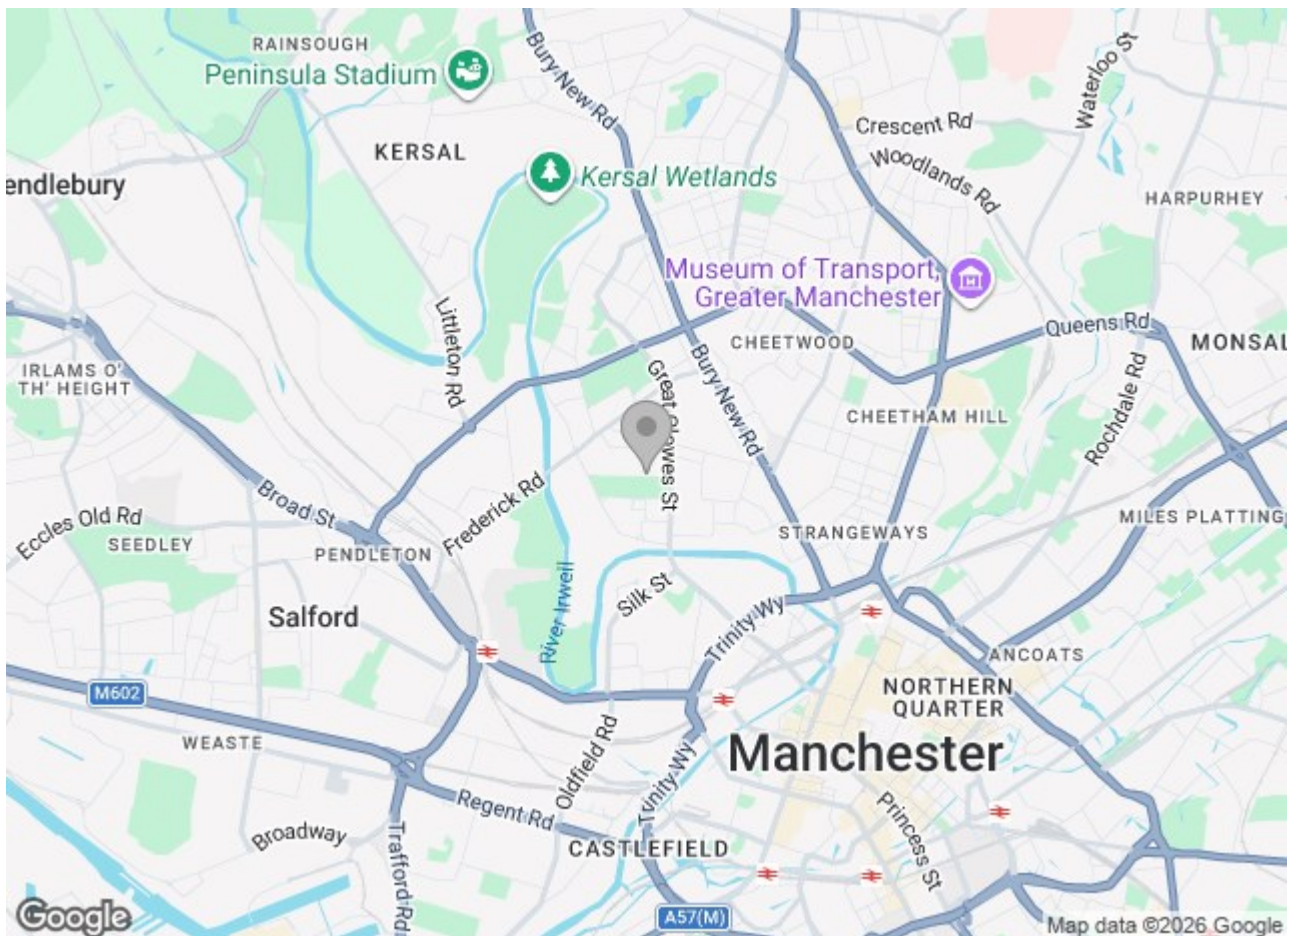 RAINSOUGH
Peninsula Stadium
Bury New Rd
Waterloo St
Crescent Rd
KERSAL
Woodlands Rd
endlebury
Kersal Wetlands
HARPURHEY
Museum of Transport,
Greater Manchester
Littleton Rd
Queens Rd
CHEETWOOD
MONSAL
IRLAMS O'
TH' HEIGHT
Bury New Rd
Great Clowes St
Rochdale Rd
CHEETHAM HILL
Broad St
Frederick Rd
Eccles Old Rd
SEEDLEY
PENDLETON
STRANGEWAYS
MILES PLATTING
River Irwell
Silk St
Salford
Trinity Wy
ANCOATS
M602
NORTHERN
QUARTER
WEASTE
Manchester
Oldfield Rd
Trinity Wy
Regent Rd
Princess St
Broadway
Trafford Rd
CASTLEFIELD
A57(M)
Google
Map data ©2026 Google